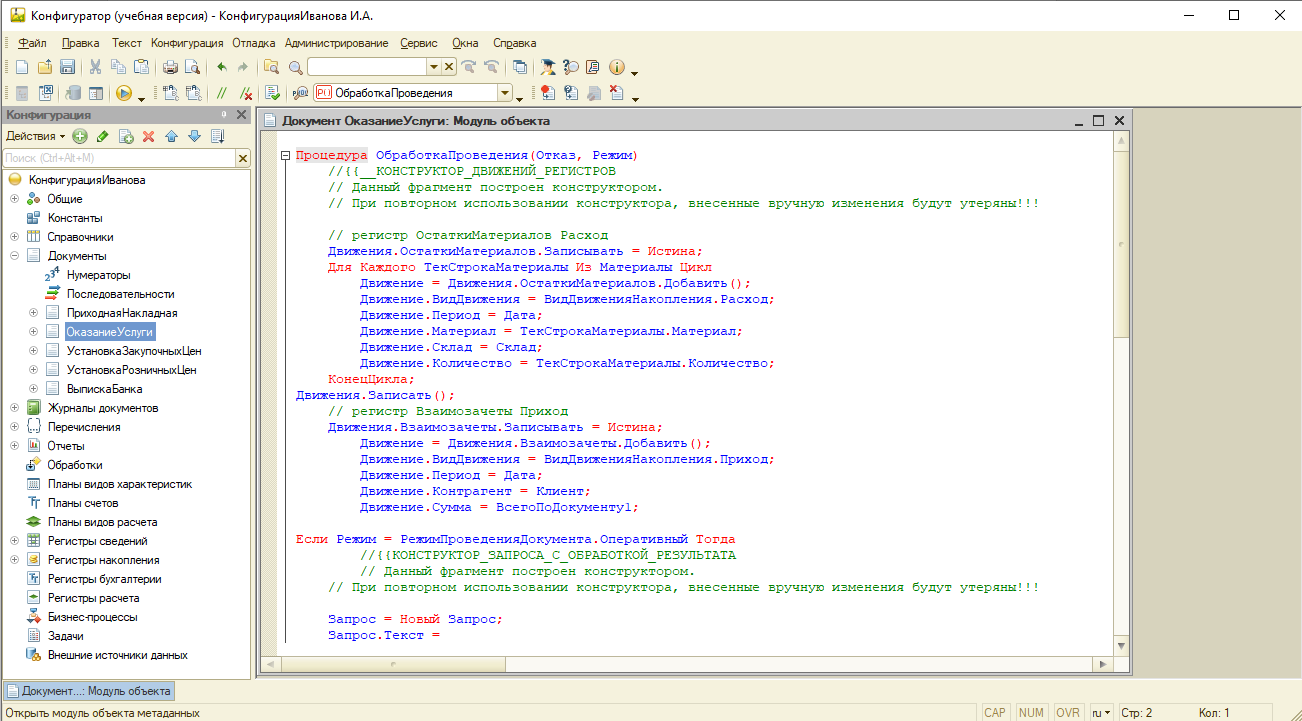 Конфигуратор (учебная версия) - КонфигурацияИванова И.А.
Файл Правка Текст Конфигурация Отладка Администрирование Сервис Окна Справка
ОбработкаПроведения
Конфигурация
Действия
Поиск (Ctrl+Alt+M)
КонфигурацияИванова
Общие
Константы
Справочники
Документы
Нумераторы
Последовательности
ПриходнаяНакладная
ОказаниеУслуги
УстановкаЗакупочныхЦен
УстановкаРозничныхЦен
ВыпискаБанка
Журналы документов
Перечисления
Отчеты
Обработки
Планы видов характеристик
Планы счетов
Планы видов расчета
Регистры сведений
Регистры накопления
Регистры бухгалтерии
Регистры расчета
Бизнес-процессы
Задачи
Внешние источники данных
Документ ОказаниеУслуги: Модуль объекта
Процедура ОбработкаПроведения(Отказ, Режим)
//{{__КОНСТРУКТОР_ДВИЖЕНИЙ_РЕГИСТРОВ
// Данный фрагмент построен конструктором.
// При повторном использовании конструктора, внесенные вручную изменения будут утеряны!!!
// регистр ОстаткиМатериалов Расход
Движения.ОстаткиМатериалов.Записывать = Истина;
Для Каждого ТекСтрокаМатериалы Из Материалы Цикл
Движение = Движения.ОстаткиМатериалов.Добавить();
Движение.ВидДвижения = ВидДвиженияНакопления.Расход;
Движение.Период = Дата;
Движение.Материал = ТекСтрокаМатериалы.Материал;
Движение.Склад = Склад;
Движение.Количество = ТекСтрокаМатериалы.Количество;
КонецЦикла;
Движения.Записать();
// регистр Взаимозачеты Приход
Движения.Взаимозачеты.Записывать = Истина;
Движение = Движения.Взаимозачеты.Добавить();
Движение.ВидДвижения = ВидДвиженияНакопления.Приход;
Движение.Период = Дата;
Движение.Контрагент = Клиент;
Движение.Сумма = ВсегоПоДокументу1;
Если Режим = РежимПроведенияДокумента.Оперативный Тогда
//{{КОНСТРУКТОР_ЗАПРОСА_С_ОБРАБОТКОЙ_РЕЗУЛЬТАТА
// Данный фрагмент построен конструктором.
// При повторном использовании конструктора, внесенные вручную изменения будут утеряны!!!
Запрос = Новый Запрос;
Запрос.Текст =
Документ...: Модуль объекта
Открыть модуль объекта метаданных CAP NUM OVR ru Стр: 2 Кол: 1